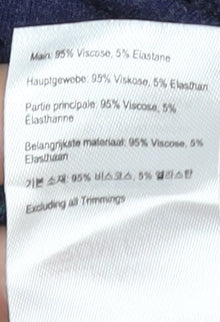 Main: 95% Viscose, 5% Elastane
Hauptgewebe: 95% Viskose, 5% Elasthan
Partie principale: 95% Viscose, 5%
Élasthanne
Belangrijkste materiaal: 95% Viscose, 5%
Elasthaan
기본 소재: 95% 비스코스, 5% 엘라스탄
Excluding all Trimmings